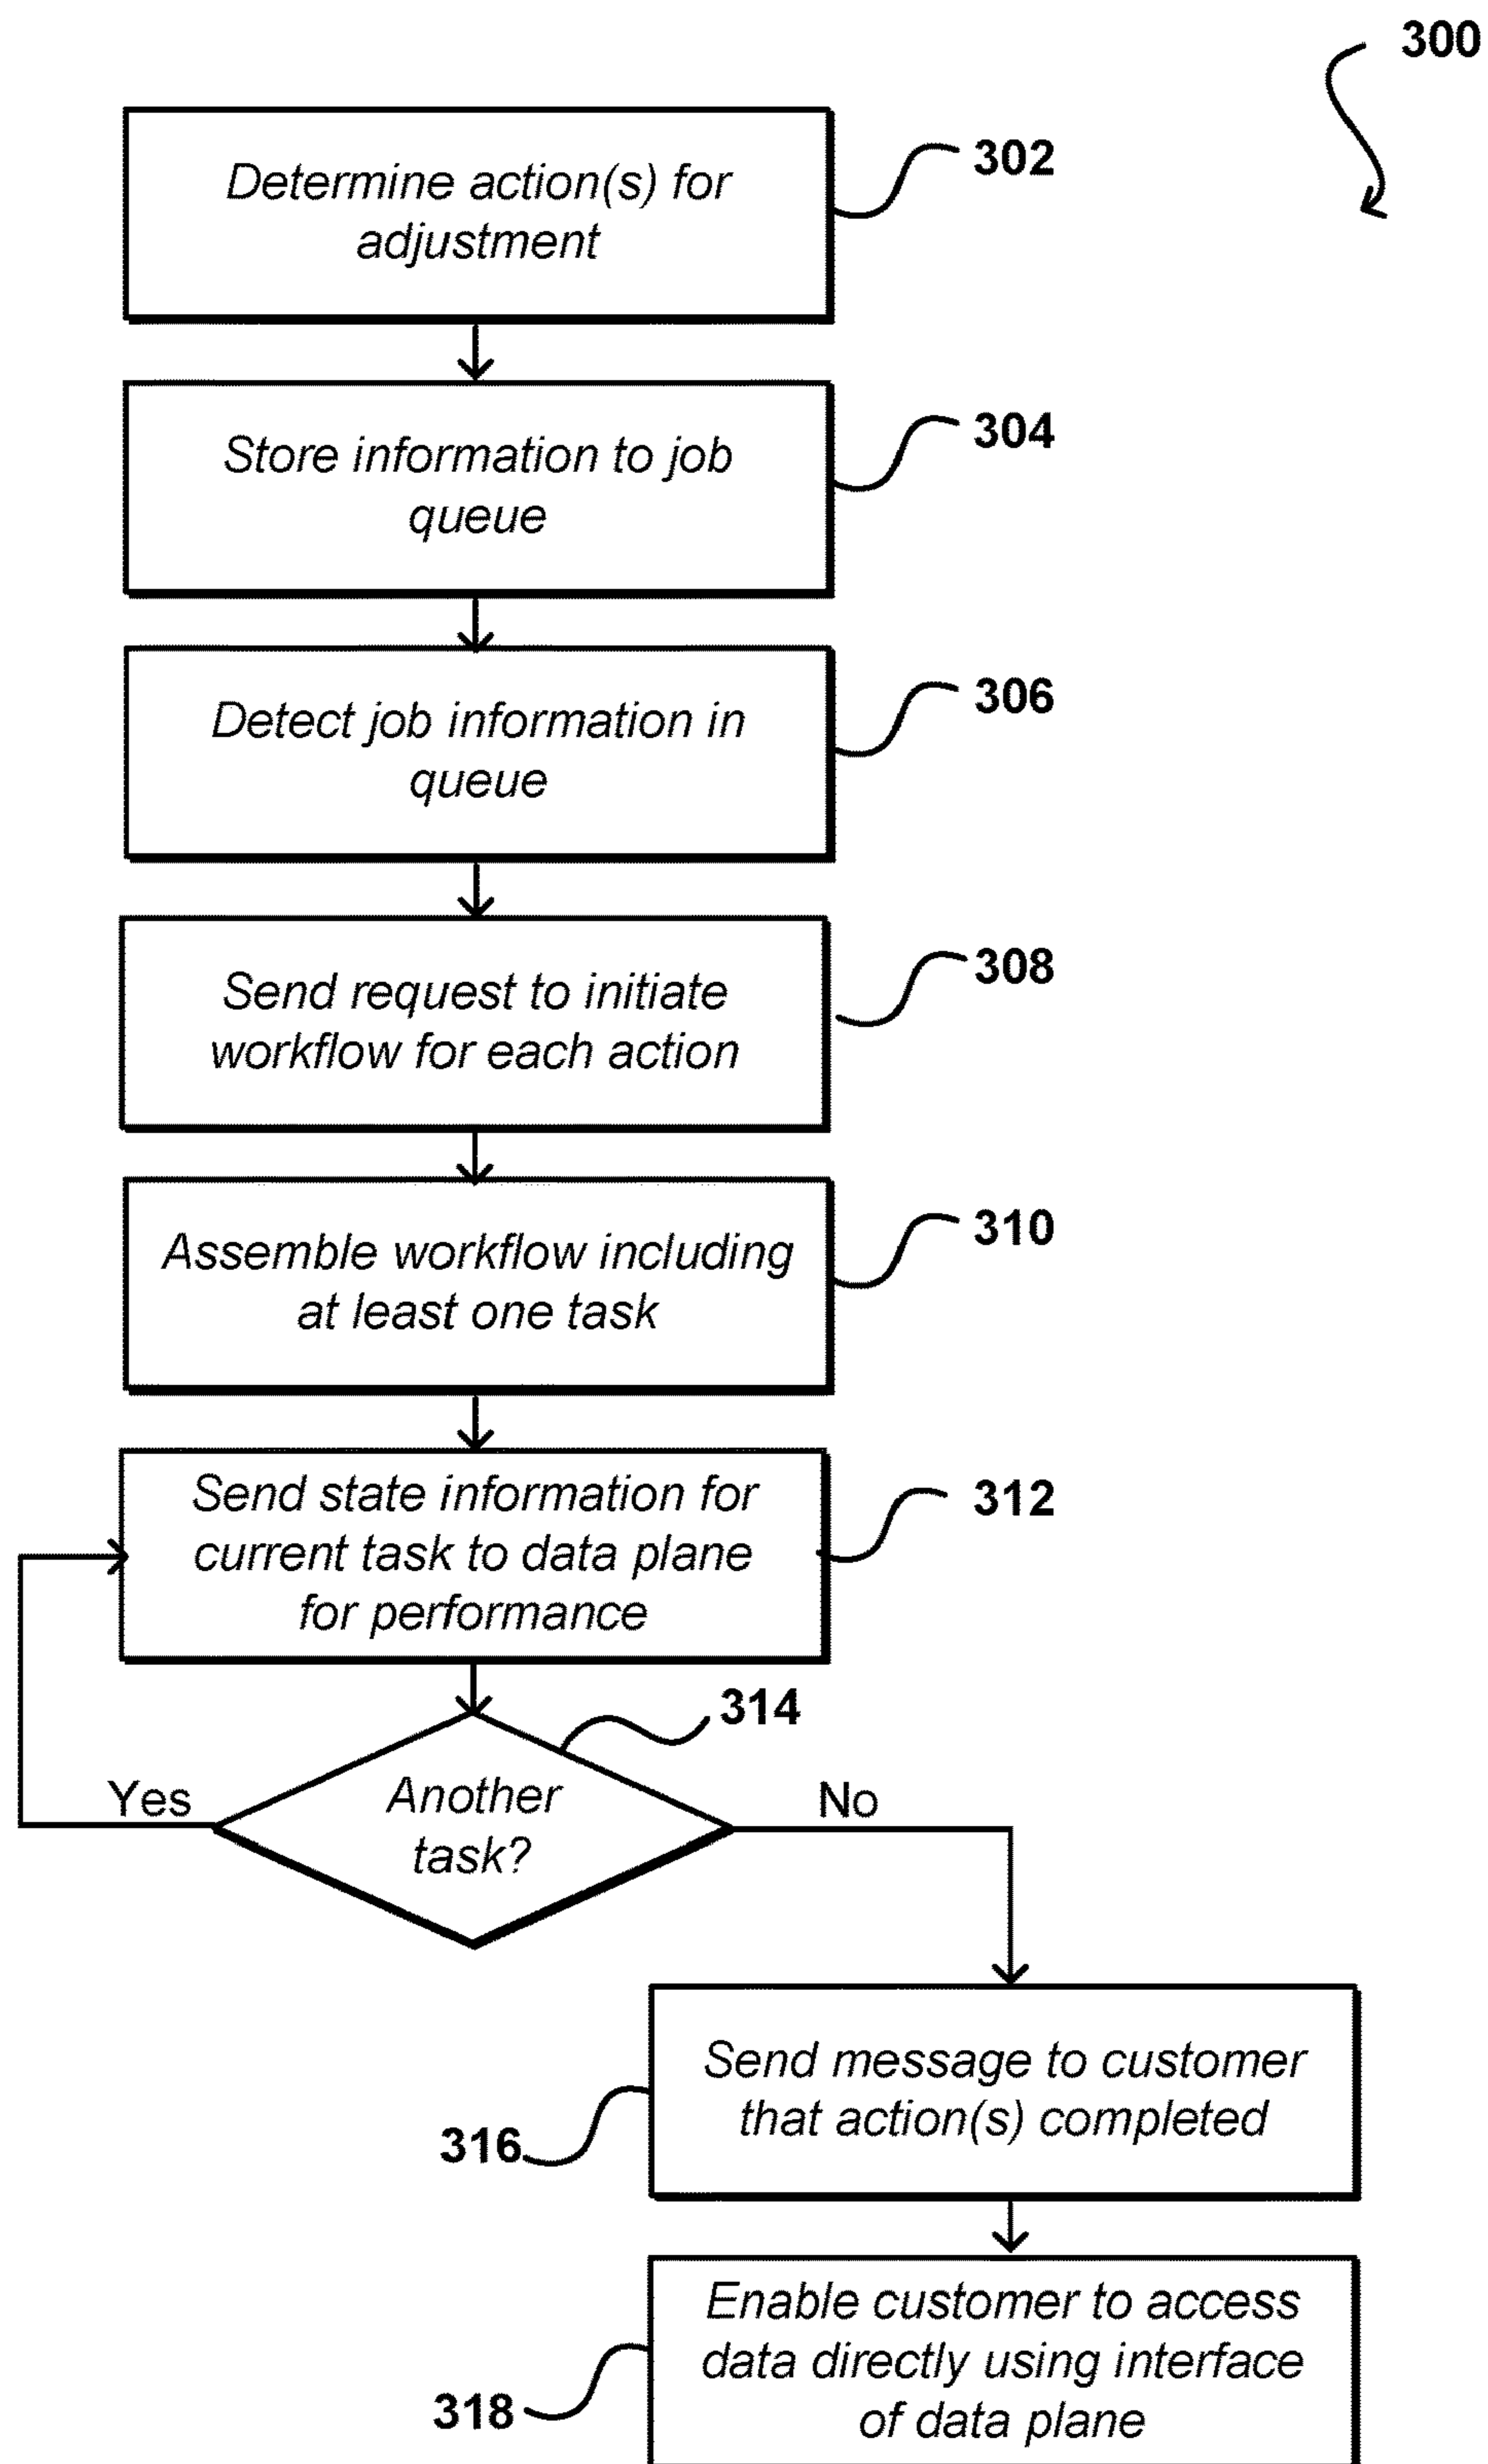 300
Determine action(s) for
adjustment
302
Store information to job
queue
304
Detect job information in
queue
306
Send request to initiate
workflow for each action
308
Assemble workflow including
at least one task
310
Send state information for
current task to data plane
for performance
312
314
Another
task?
Yes
No
Send message to customer
that action(s) completed
316
Enable customer to access
data directly using interface
of data plane
318